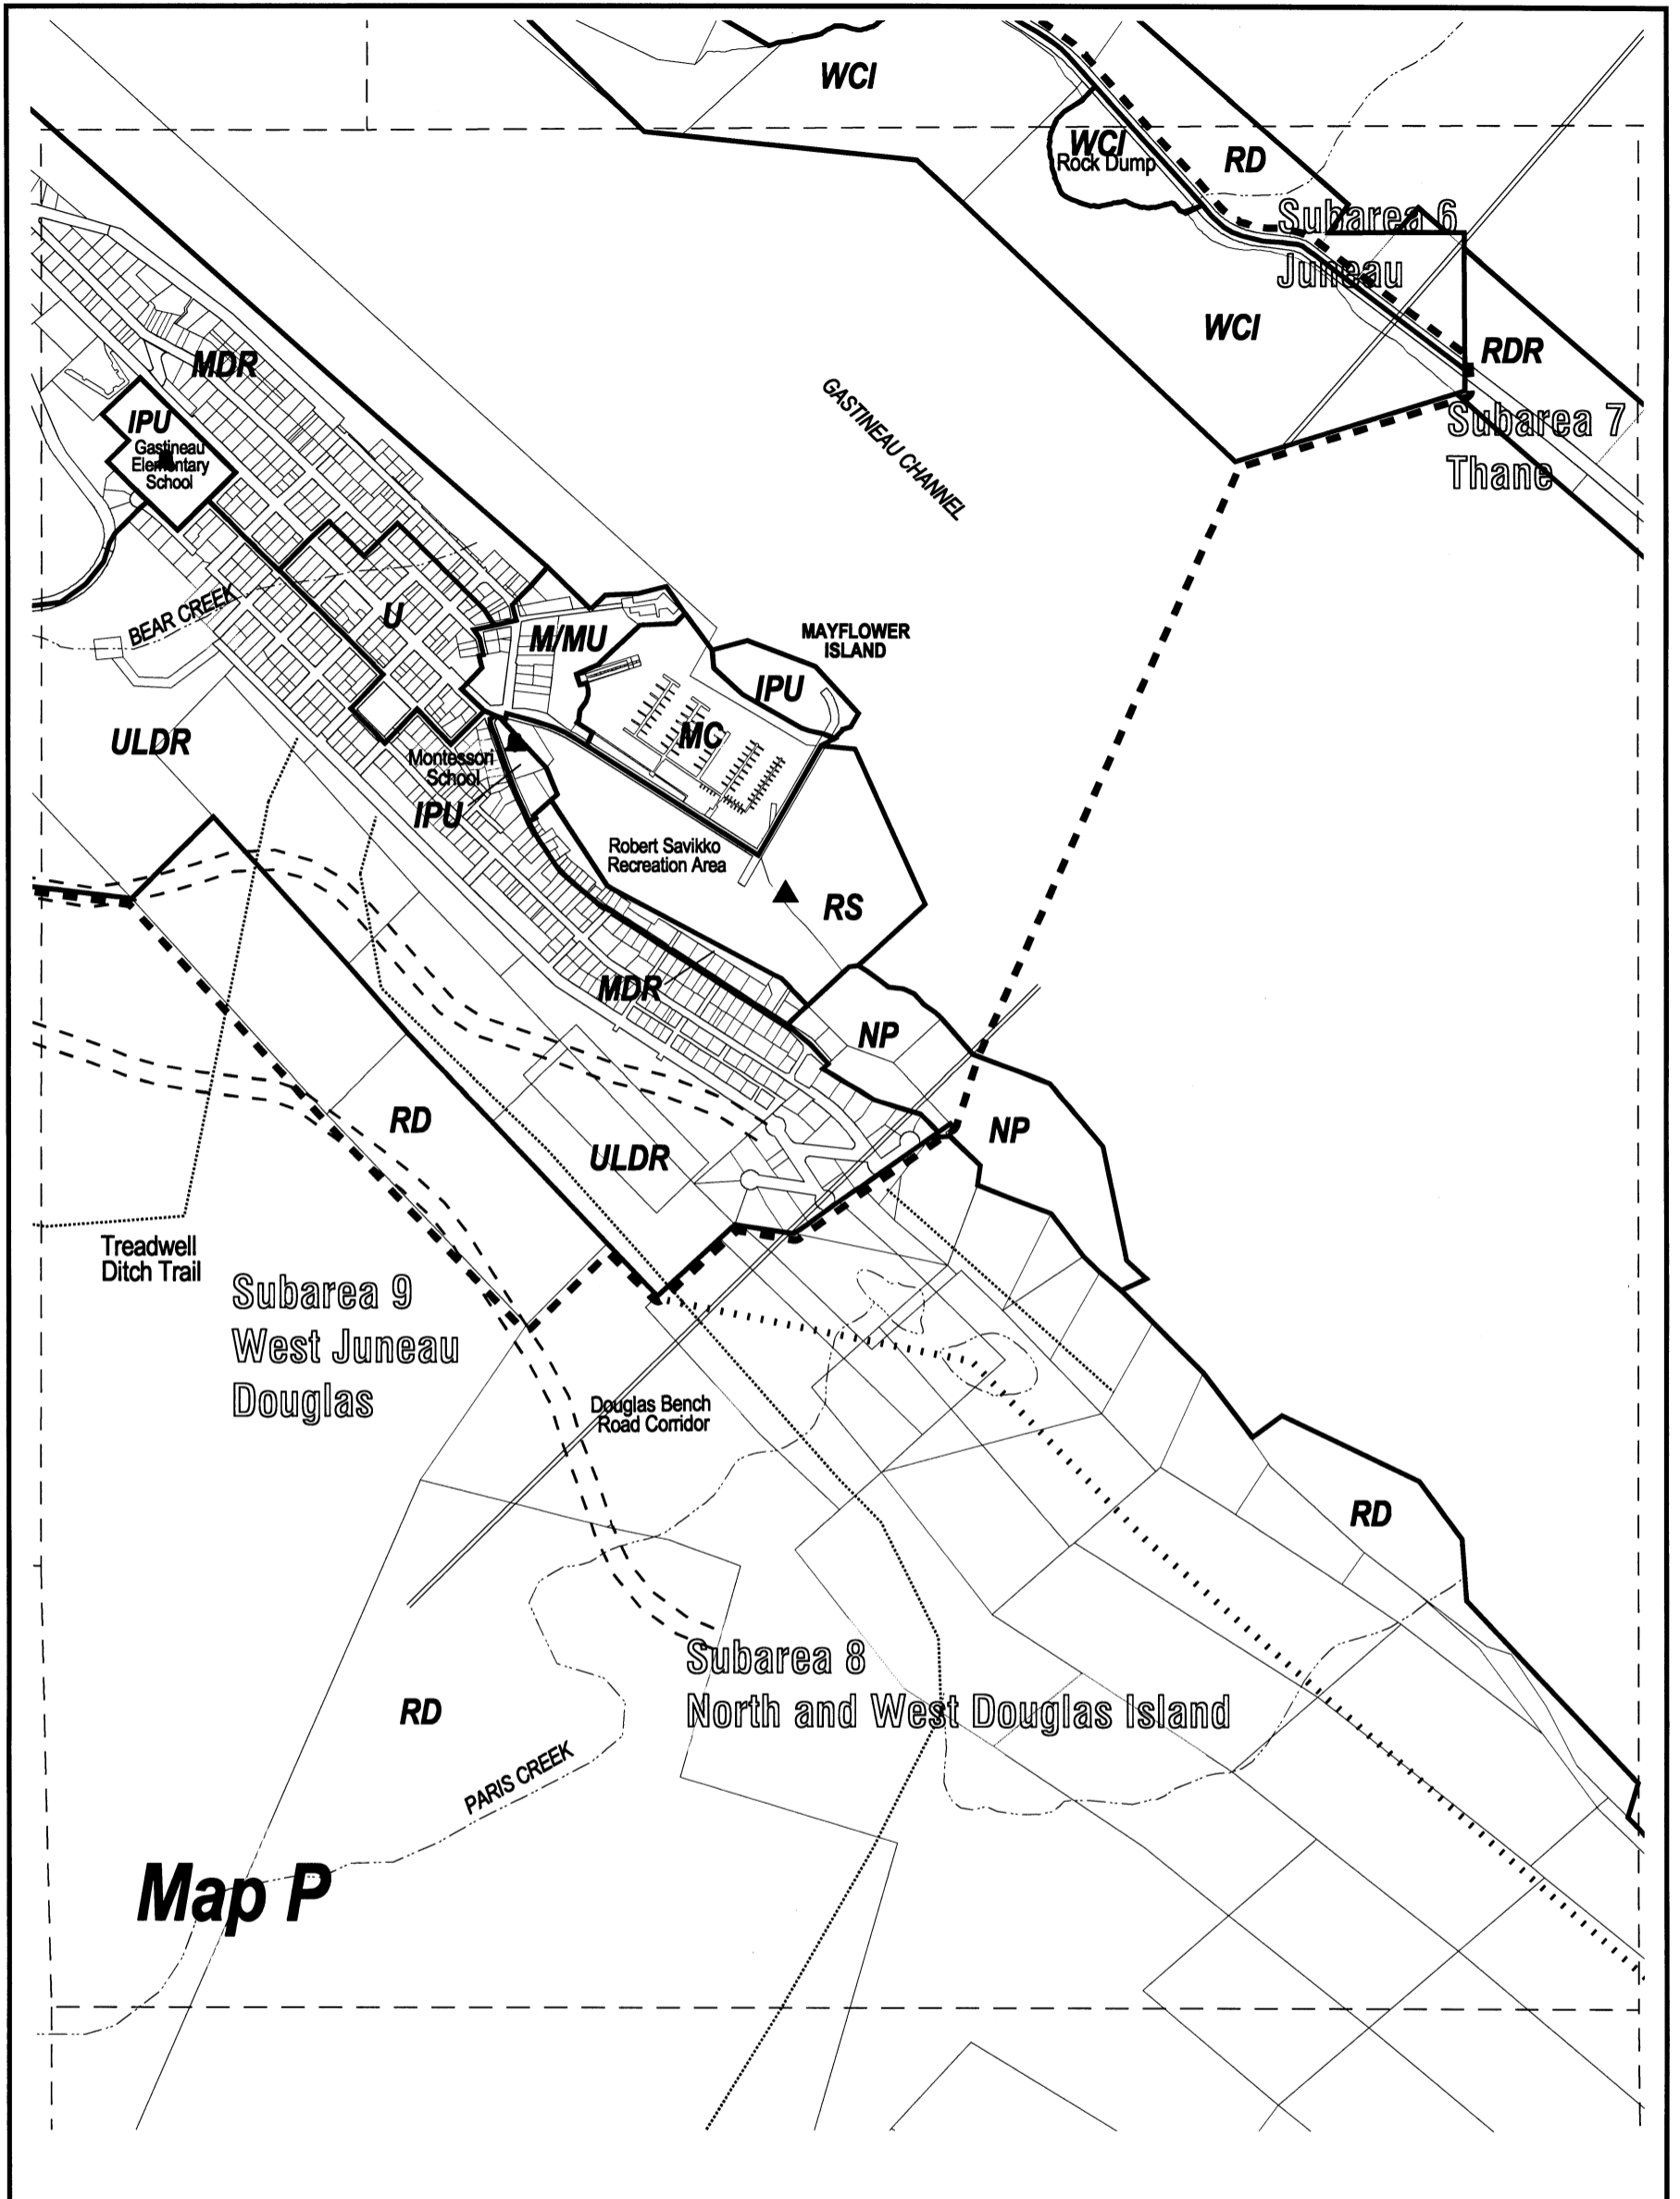 WCI
WCI
Rock Dump
RD
Subarea 6
Juneau
WCI
RDR
MDR
GASTINEAU CHANNEL
IPU
Gastineau
Elementary
School
Subarea 7
Thane
BEAR CREEK
U
M/MU
MAYFLOWER
ISLAND
IPU
ULDR
MC
Montessori
School
IPU
Robert Savikko
Recreation Area
RS
MDR
NP
RD
NP
ULDR
Treadwell
Ditch Trail
Subarea 9
West Juneau
Douglas
Douglas Bench
Road Corridor
RD
Subarea 8
North and West Douglas Island
RD
PARIS CREEK
Map P